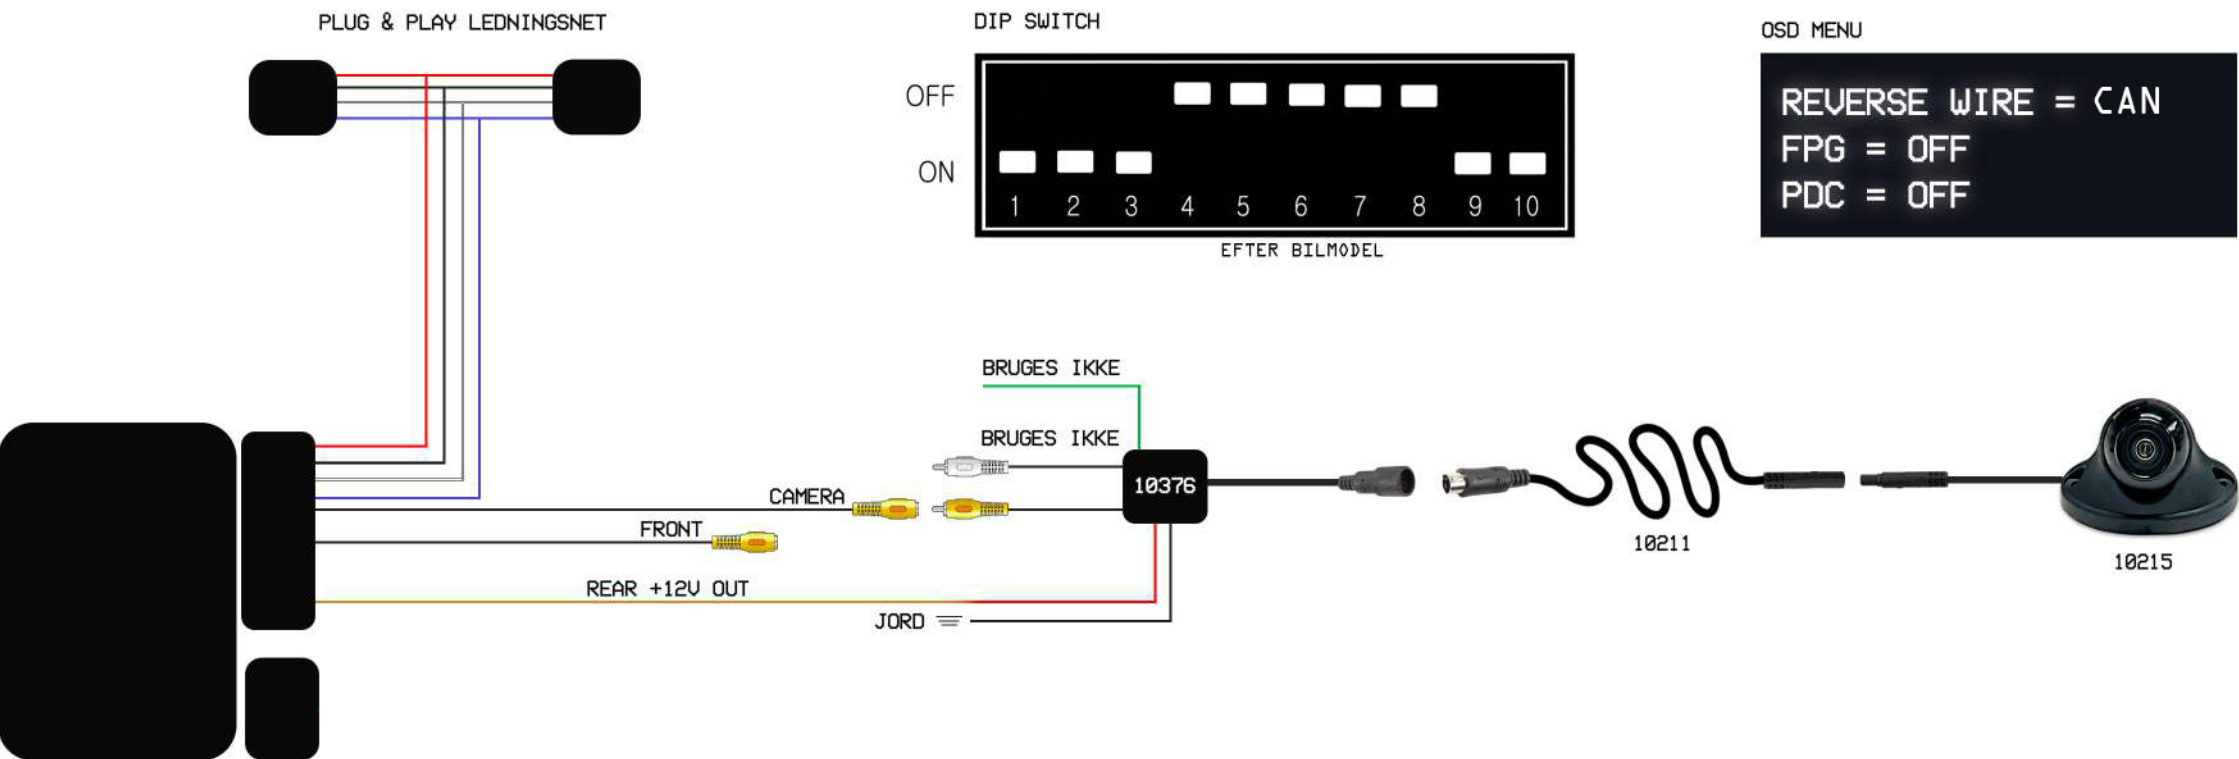 PLUG & PLAY LEDNINGSNET
DIP SWITCH
OFF
ON
1 2 3 4 5 6 7 8 9 10
EFTER BILMODEL
OSD MENU
REVERSE WIRE = CAN
FPG = OFF
PDC = OFF
BRUGES IKKE
BRUGES IKKE
10376
CAMERA
FRONT
REAR +12V OUT
JORD
10211
10215